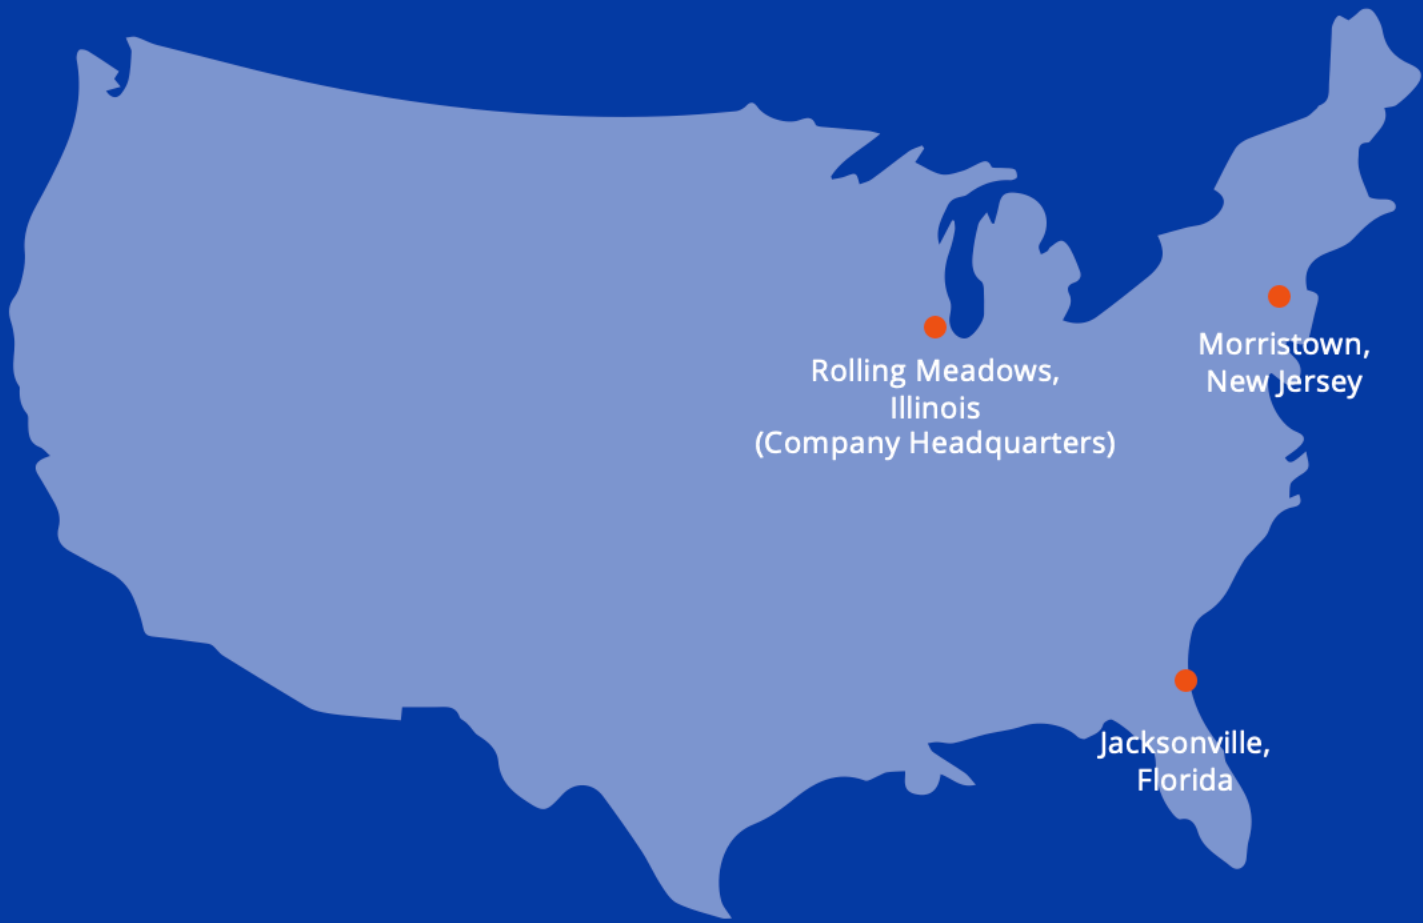 Morristown,
New Jersey
Rolling Meadows,
Illinois
(Company Headquarters)
Jacksonville,
Florida